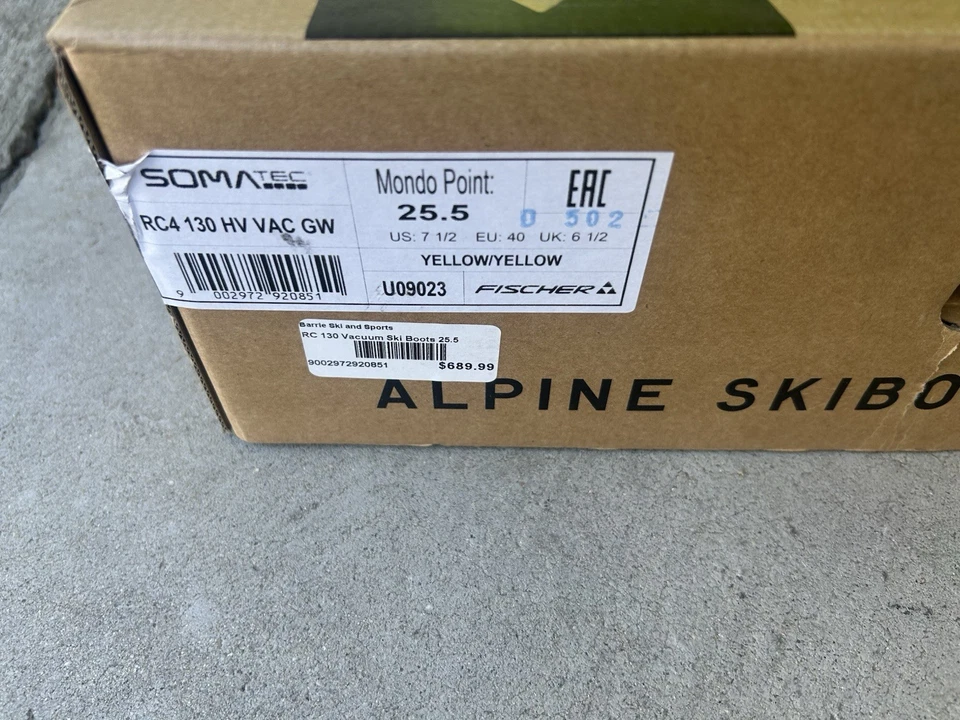 SOMATEC
RC4 130 HV VAC GW
9 002972 920851
Mondo Point:
25.5
EAC
D 502
US: 7 1/2 EU: 40 UK: 6 1/2
YELLOW/YELLOW
U09023
FISCHER
Barrie Ski and Sports
RC 130 Vacuum Ski Boots 25.5
9002972920851
$689.99
ALPINE SKIBO